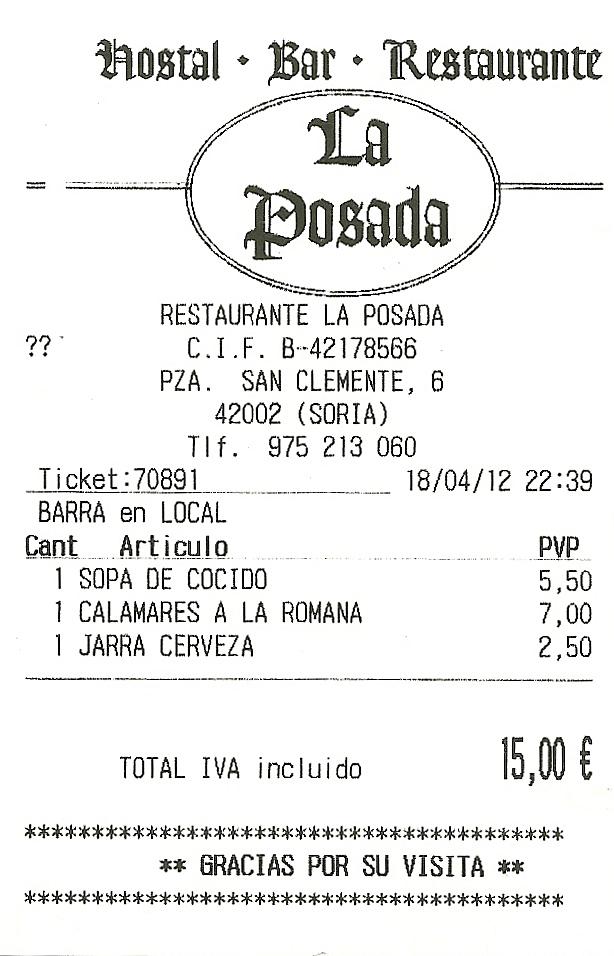 Hostal · Bar · Restaurante
La
Posada
RESTAURANTE LA POSADA
?? C.I.F. B-42178566
PZA. SAN CLEMENTE, 6
42002 (SORIA)
Tlf. 975 213 060
Ticket:70891 18/04/12 22:39
BARRA en LOCAL
Cant Articulo PVP
1 SOPA DE COCIDO 5,50
1 CALAMARES A LA ROMANA 7,00
1 JARRA CERVEZA 2,50
TOTAL IVA incluido 15,00 €
****************************************
** GRACIAS POR SU VISITA **
****************************************